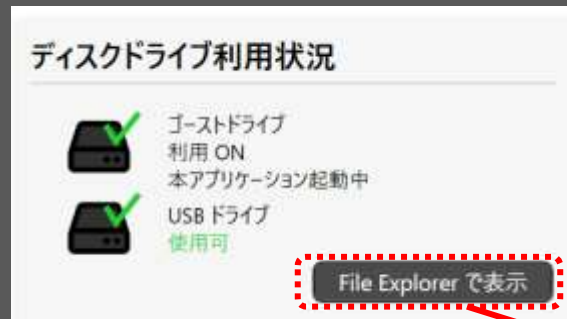 ディスクドライブ利用状況
ゴーストドライブ
利用 ON
本アプリケーション起動中
USB ドライブ
使用可
File Explorer で表示